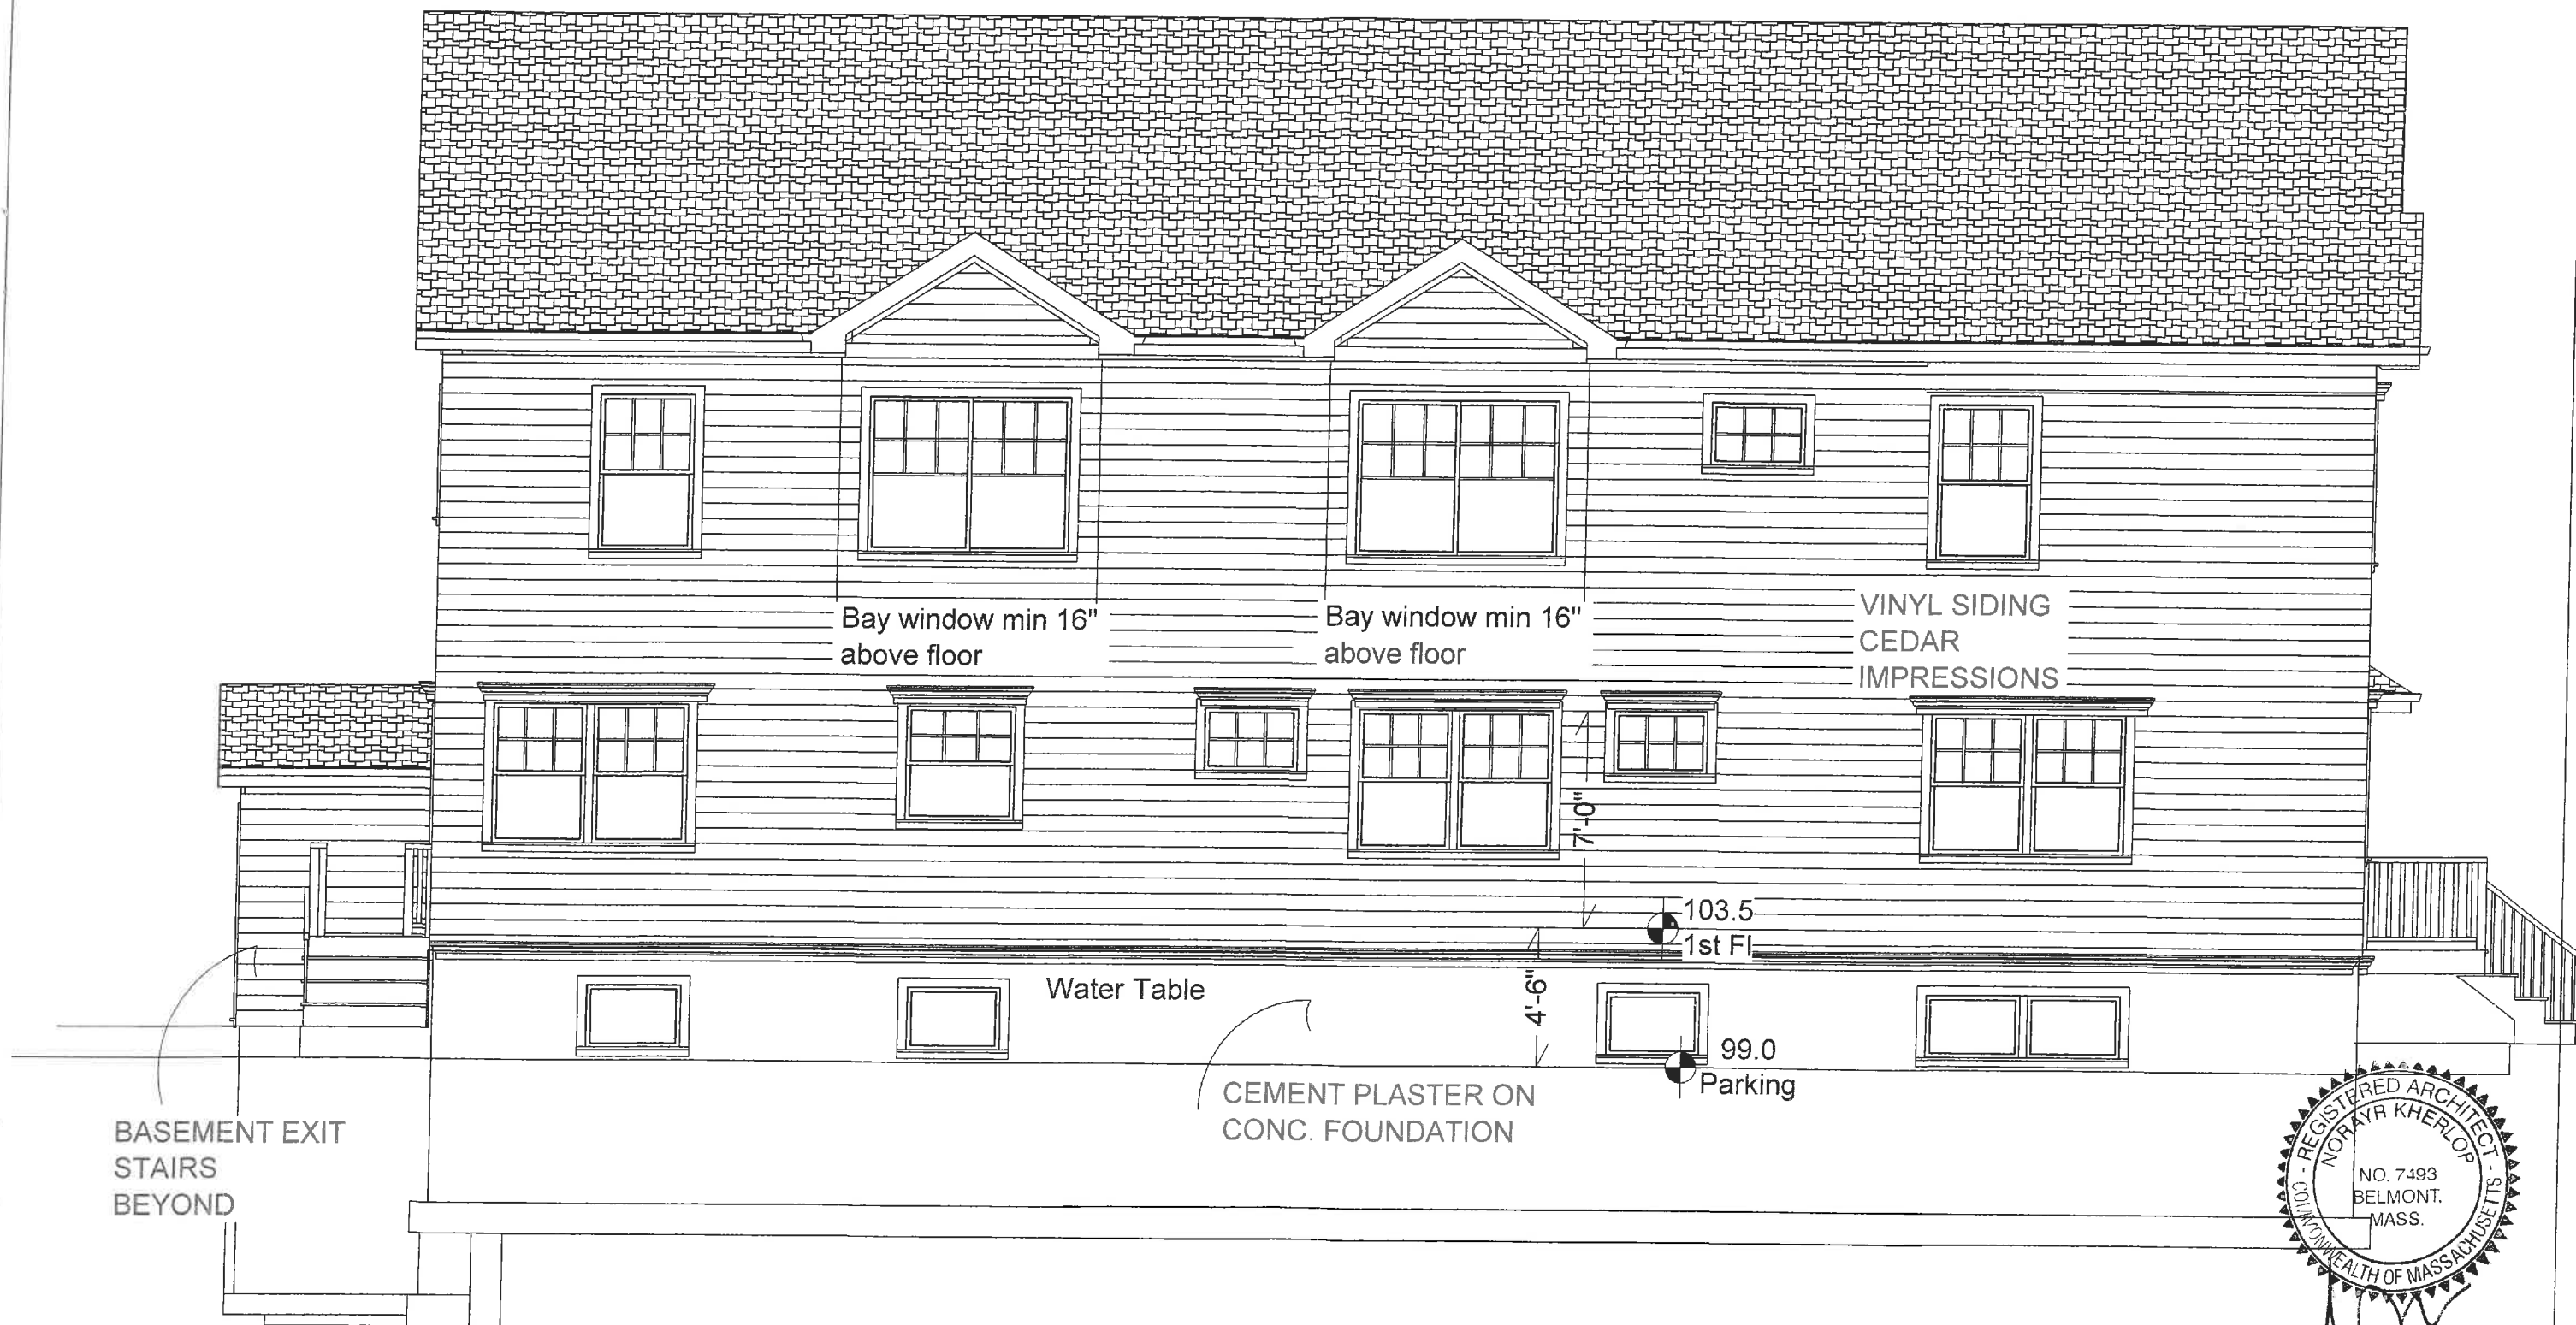 Bay window min 16"
above floor
Bay window min 16"
above floor
VINYL SIDING
CEDAR
IMPRESSIONS
7'-0"
103.5
1st Fl
4'-6"
Water Table
99.0
Parking
CEMENT PLASTER ON
CONC. FOUNDATION
BASEMENT EXIT
STAIRS
BEYOND
- REGISTERED ARCHITECT -
NORAYR KHERLOP
NO. 7493
BELMONT.
MASS.
COMMONWEALTH OF MASSACHUSETTS